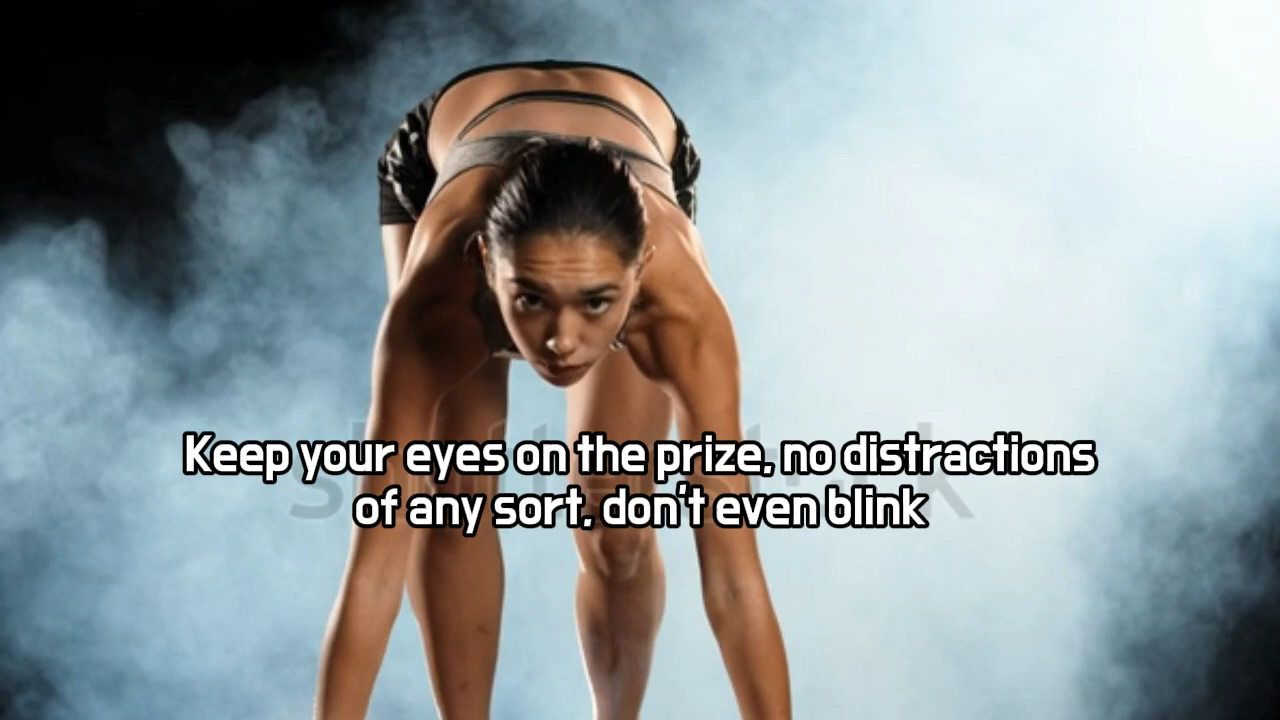 Keep your eyes on the prize, no distractions
of any sort, don't even blink